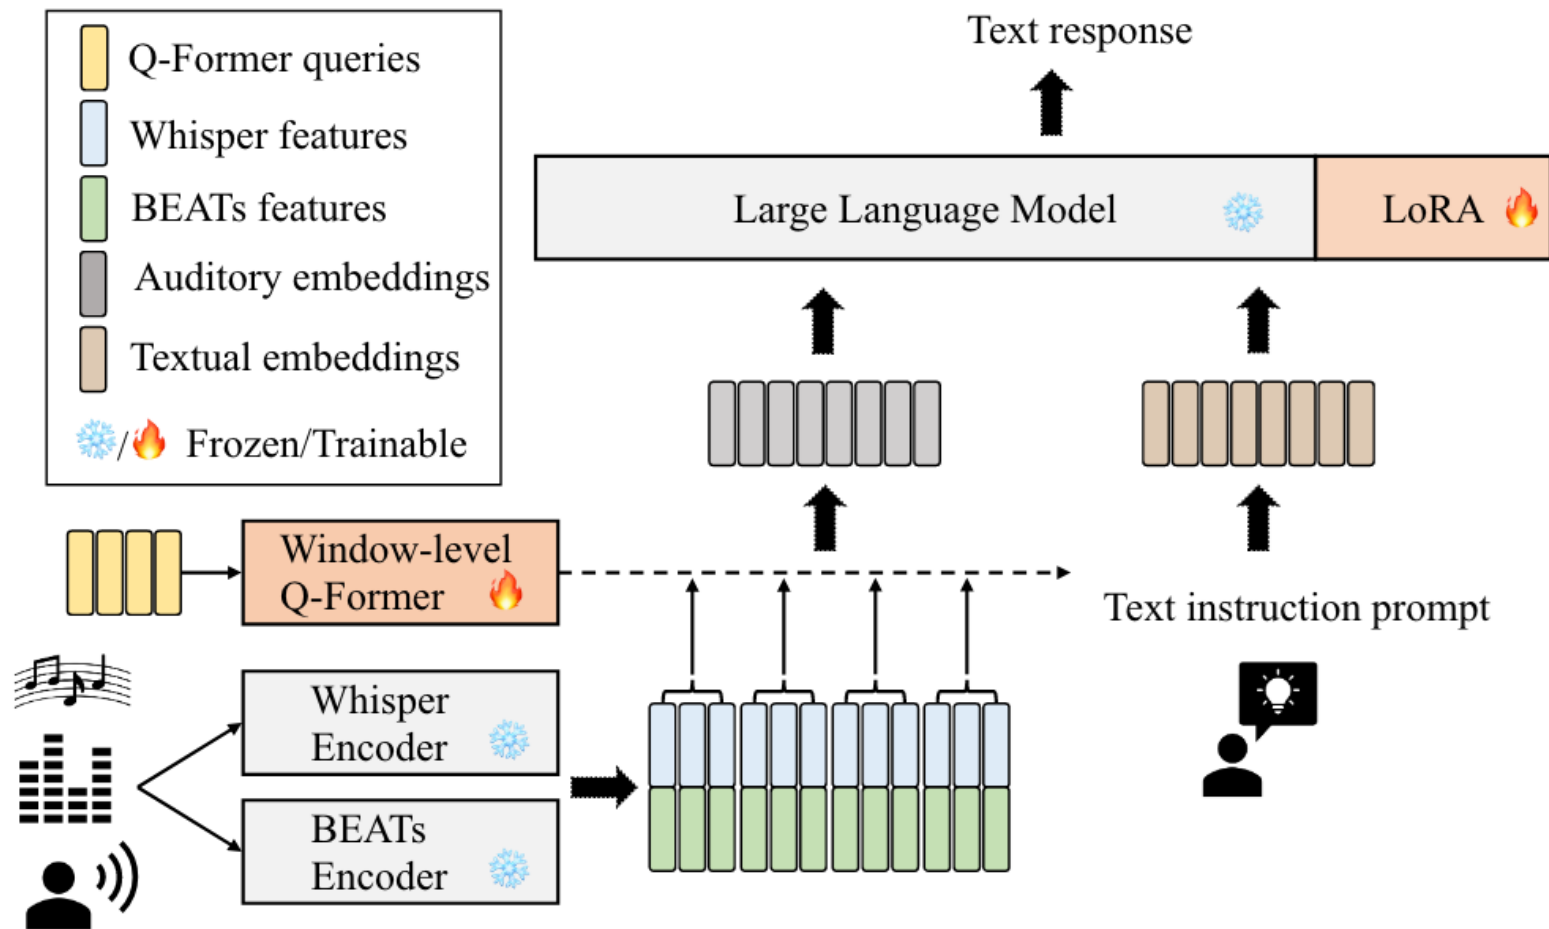 Q-Former queries
Whisper features
BEATs features
Auditory embeddings
Textual embeddings
/ Frozen/Trainable
Text response
Large Language Model
LoRA
Window-level
Q-Former
Whisper
Encoder
BEATs
Encoder
Text instruction prompt